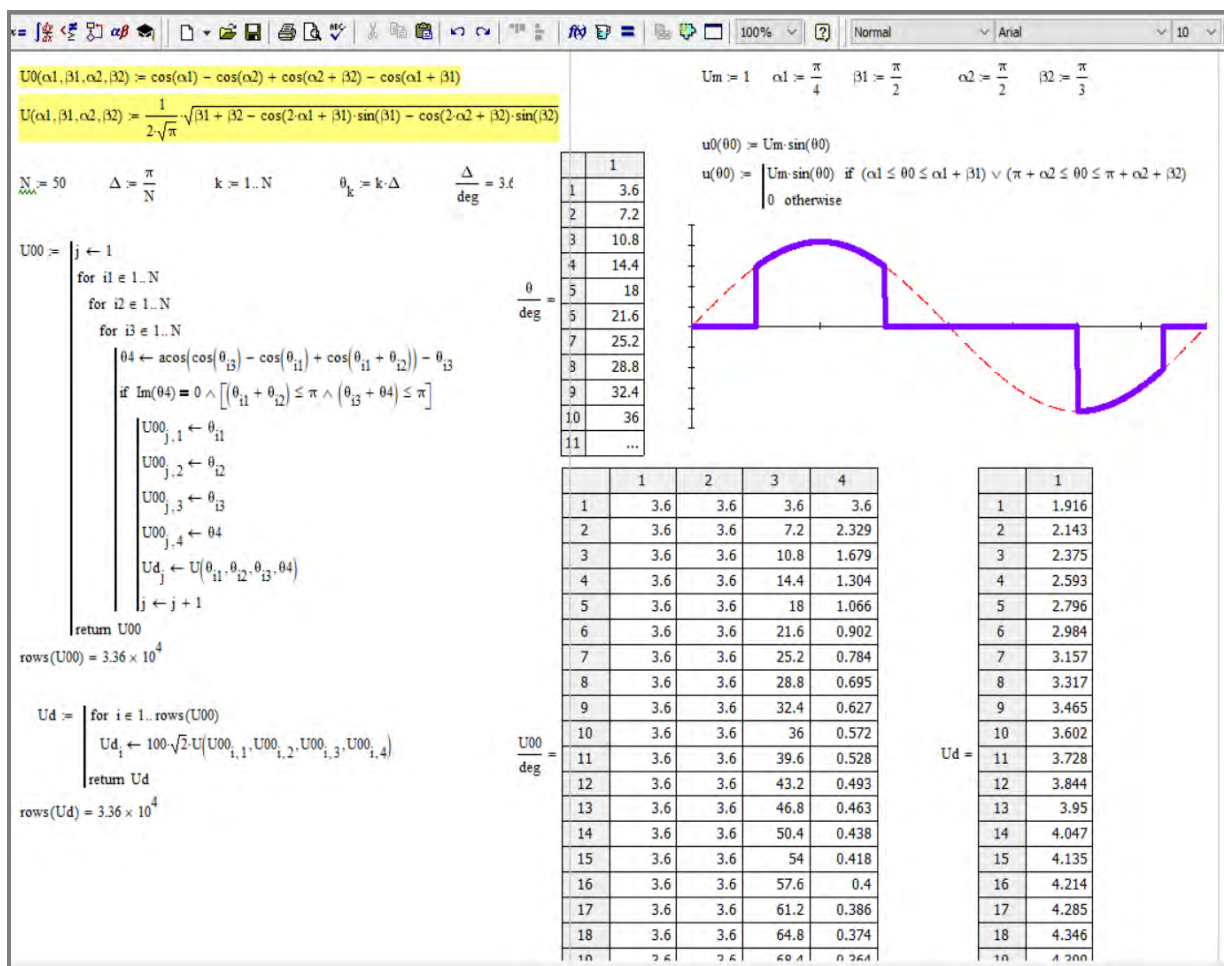 αβ ABC f(x) 100% Normal Arial 10
U0(α1,β1,α2,β2) := cos(α1) − cos(α2) + cos(α2 + β2) − cos(α1 + β1)
U(α1,β1,α2,β2) := 1/(2·√π)·√(β1 + β2 − cos(2·α1 + β1)·sin(β1) − cos(2·α2 + β2)·sin(β2))
Um := 1 α1 := π/4 β1 := π/2 α2 := π/2 β2 := π/3
u0(θ0) := Um·sin(θ0)
u(θ0) := Um·sin(θ0) if (α1 ≤ θ0 ≤ α1 + β1) ∨ (π + α2 ≤ θ0 ≤ π + α2 + β2)
0 otherwise
N := 50 Δ := π/N k := 1..N θk := k·Δ Δ/deg = 3.6
θ/deg =
1
1 3.6
2 7.2
3 10.8
4 14.4
5 18
6 21.6
7 25.2
8 28.8
9 32.4
10 36
11 ...
U00 := j ← 1
for i1 ∈ 1..N
for i2 ∈ 1..N
for i3 ∈ 1..N
θ4 ← acos(cos(θi3) − cos(θi1) + cos(θi1 + θi2)) − θi3
if Im(θ4) = 0 ∧ [(θi1 + θi2) ≤ π ∧ (θi3 + θ4) ≤ π]
U00j,1 ← θi1
U00j,2 ← θi2
U00j,3 ← θi3
U00j,4 ← θ4
Udj ← U(θi1,θi2,θi3,θ4)
j ← j + 1
return U00
rows(U00) = 3.36 × 10^4
Ud := for i ∈ 1..rows(U00)
Udi ← 100·√2·U(U00i,1,U00i,2,U00i,3,U00i,4)
return Ud
rows(Ud) = 3.36 × 10^4
U00/deg =
1 2 3 4
1 3.6 3.6 3.6 3.6
2 3.6 3.6 7.2 2.329
3 3.6 3.6 10.8 1.679
4 3.6 3.6 14.4 1.304
5 3.6 3.6 18 1.066
6 3.6 3.6 21.6 0.902
7 3.6 3.6 25.2 0.784
8 3.6 3.6 28.8 0.695
9 3.6 3.6 32.4 0.627
10 3.6 3.6 36 0.572
11 3.6 3.6 39.6 0.528
12 3.6 3.6 43.2 0.493
13 3.6 3.6 46.8 0.463
14 3.6 3.6 50.4 0.438
15 3.6 3.6 54 0.418
16 3.6 3.6 57.6 0.4
17 3.6 3.6 61.2 0.386
18 3.6 3.6 64.8 0.374
19 3.6 3.6 68.4 0.364
Ud =
1
1 1.916
2 2.143
3 2.375
4 2.593
5 2.796
6 2.984
7 3.157
8 3.317
9 3.465
10 3.602
11 3.728
12 3.844
13 3.95
14 4.047
15 4.135
16 4.214
17 4.285
18 4.346
19